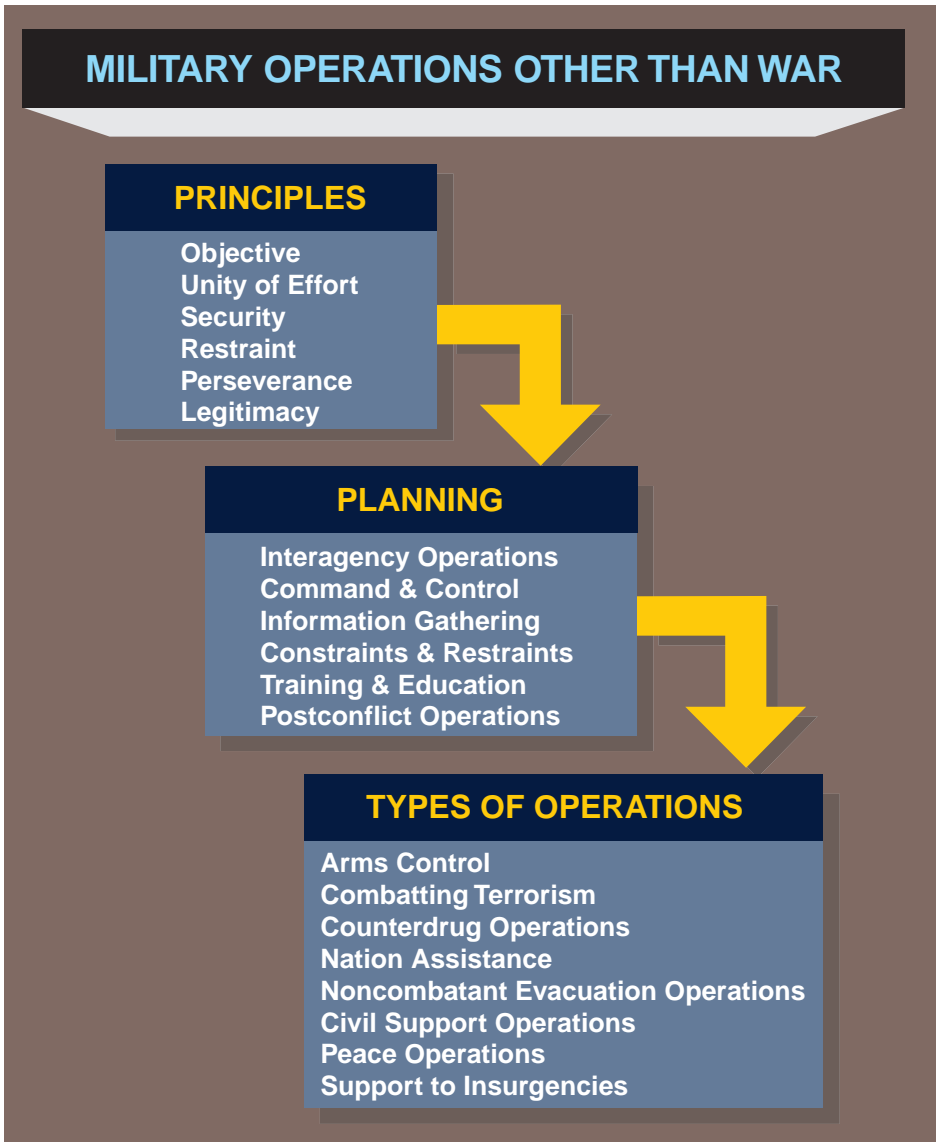 MILITARY OPERATIONS OTHER THAN WAR
PRINCIPLES
Objective
Unity of Effort
Security
Restraint
Perseverance
Legitimacy
PLANNING
Interagency Operations
Command & Control
Information Gathering
Constraints & Restraints
Training & Education
Postconflict Operations
TYPES OF OPERATIONS
Arms Control
Combatting Terrorism
Counterdrug Operations
Nation Assistance
Noncombatant Evacuation Operations
Civil Support Operations
Peace Operations
Support to Insurgencies